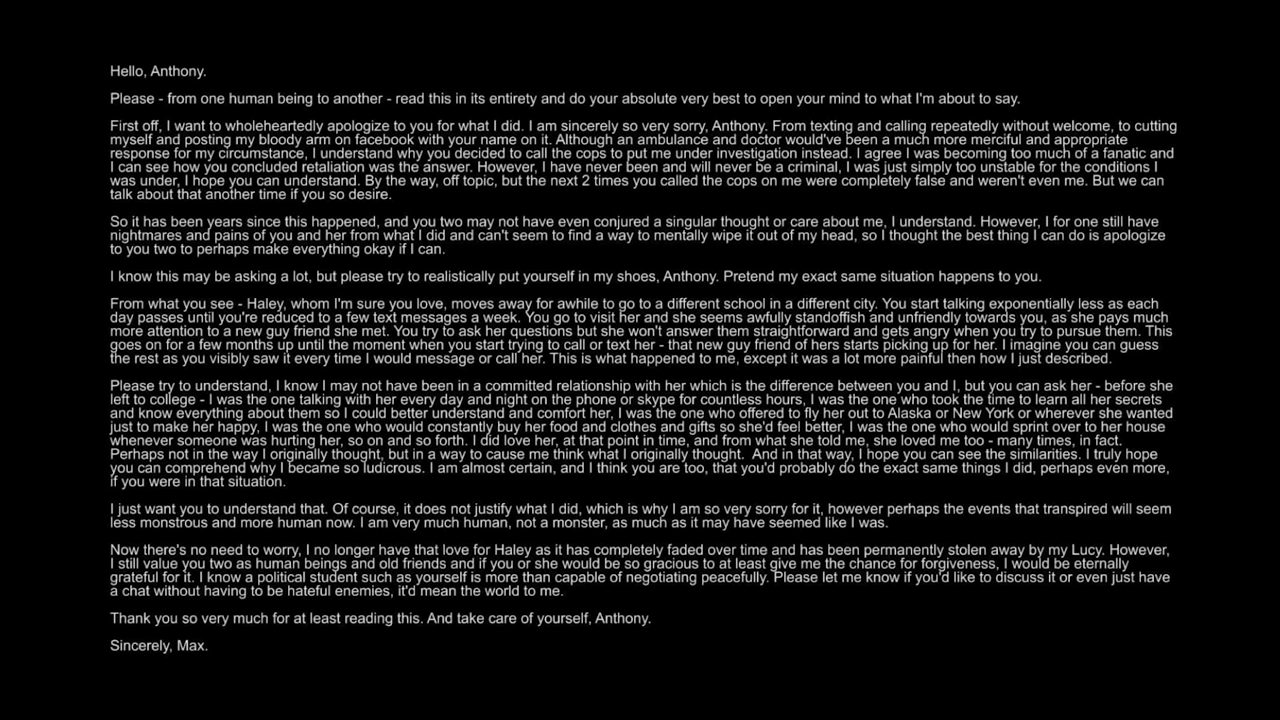 Hello, Anthony.
Please - from one human being to another - read this in its entirety and do your absolute very best to open your mind to what I'm about to say.
First off, I want to wholeheartedly apologize to you for what I did. I am sincerely so very sorry, Anthony. From texting and calling repeatedly without welcome, to cutting
myself and posting my bloody arm on facebook with your name on it. Although an ambulance and doctor would've been a much more merciful and appropriate
response for my circumstance, I understand why you decided to call the cops to put me under investigation instead. I agree I was becoming too much of a fanatic and
I can see how you concluded retaliation was the answer. However, I have never been and will never be a criminal, I was just simply too unstable for the conditions I
was under, I hope you can understand. By the way, off topic, but the next 2 times you called the cops on me were completely false and weren't even me. But we can
talk about that another time if you so desire.
So it has been years since this happened, and you two may not have even conjured a singular thought or care about me, I understand. However, I for one still have
nightmares and pains of you and her from what I did and can't seem to find a way to mentally wipe it out of my head, so I thought the best thing I can do is apologize
to you two to perhaps make everything okay if I can.
I know this may be asking a lot, but please try to realistically put yourself in my shoes, Anthony. Pretend my exact same situation happens to you.
From what you see - Haley, whom I'm sure you love, moves away for awhile to go to a different school in a different city. You start talking exponentially less as each
day passes until you're reduced to a few text messages a week. You go to visit her and she seems awfully standoffish and unfriendly towards you, as she pays much
more attention to a new guy friend she met. You try to ask her questions but she won't answer them straightforward and gets angry when you try to pursue them. This
goes on for a few months up until the moment when you start trying to call or text her - that new guy friend of hers starts picking up for her. I imagine you can guess
the rest as you visibly saw it every time I would message or call her. This is what happened to me, except it was a lot more painful then how I just described.
Please try to understand, I know I may not have been in a committed relationship with her which is the difference between you and I, but you can ask her - before she
left to college - I was the one talking with her every day and night on the phone or skype for countless hours, I was the one who took the time to learn all her secrets
and know everything about them so I could better understand and comfort her, I was the one who offered to fly her out to Alaska or New York or wherever she wanted
just to make her happy, I was the one who would constantly buy her food and clothes and gifts so she'd feel better, I was the one who would sprint over to her house
whenever someone was hurting her, so on and so forth. I did love her, at that point in time, and from what she told me, she loved me too - many times, in fact.
Perhaps not in the way I originally thought, but in a way to cause me think what I originally thought. And in that way, I hope you can see the similarities. I truly hope
you can comprehend why I became so ludicrous. I am almost certain, and I think you are too, that you'd probably do the exact same things I did, perhaps even more,
if you were in that situation.
I just want you to understand that. Of course, it does not justify what I did, which is why I am so very sorry for it, however perhaps the events that transpired will seem
less monstrous and more human now. I am very much human, not a monster, as much as it may have seemed like I was.
Now there's no need to worry, I no longer have that love for Haley as it has completely faded over time and has been permanently stolen away by my Lucy. However,
I still value you two as human beings and old friends and if you or she would be so gracious to at least give me the chance for forgiveness, I would be eternally
grateful for it. I know a political student such as yourself is more than capable of negotiating peacefully. Please let me know if you'd like to discuss it or even just have
a chat without having to be hateful enemies, it'd mean the world to me.
Thank you so very much for at least reading this. And take care of yourself, Anthony.
Sincerely, Max.